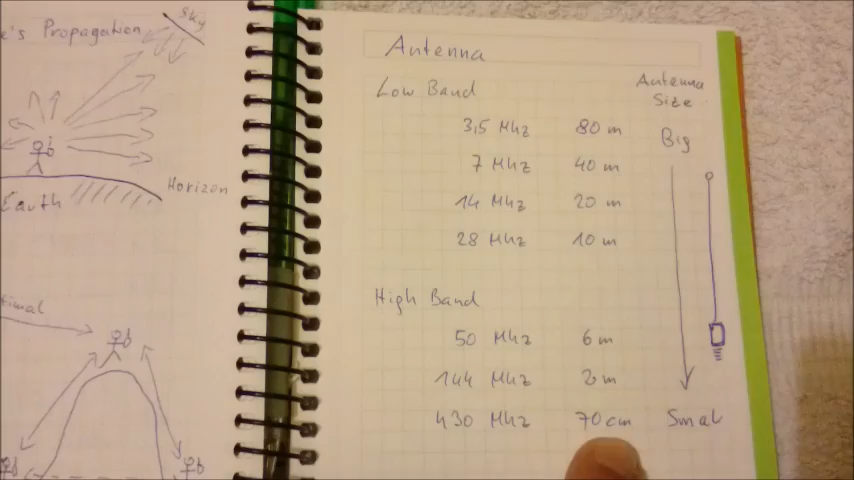 e's Propagation
Sky
Earth
Horizon
timal
Antenna
Low Band
Antenna
Size
3,5 Mhz 80 m Big
7 Mhz 40 m
14 Mhz 20 m
28 Mhz 10 m
High Band
50 Mhz 6 m
144 Mhz 2 m
430 Mhz 70 cm Smal